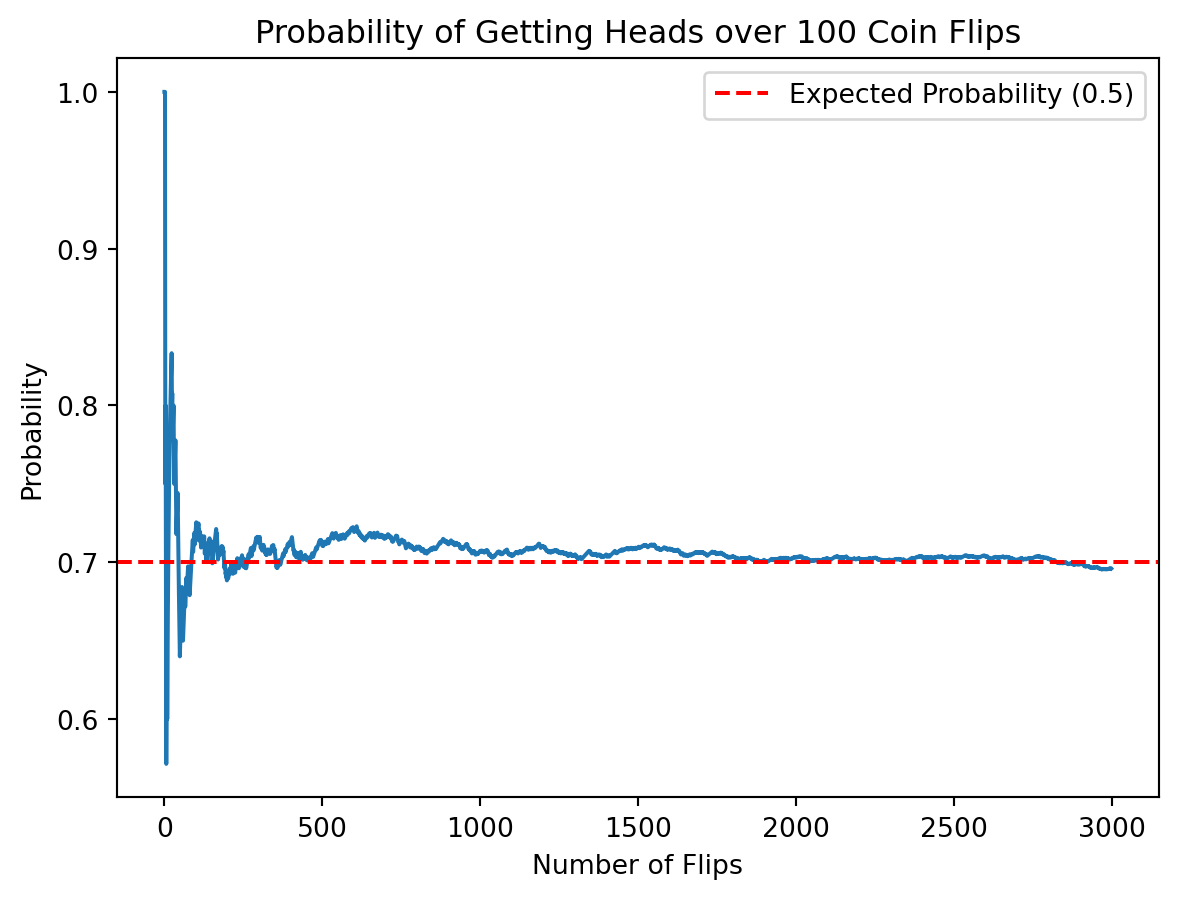 Probability of Getting Heads over 100 Coin Flips
Expected Probability (0.5)
1.0
0.9
0.8
0.7
0.6
Probability
0 500 1000 1500 2000 2500 3000
Number of Flips